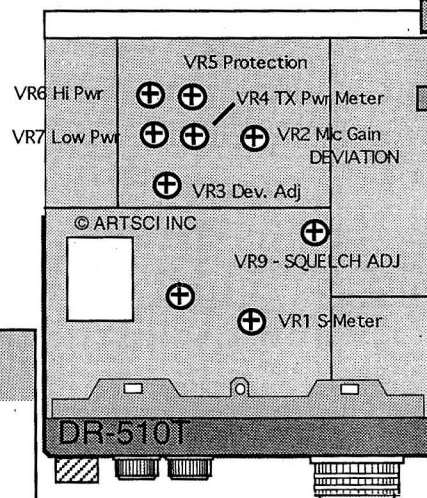 VR5 Protection
VR6 Hi Pwr
VR4 TX Pwr Meter
VR7 Low Pwr
VR2 Mic Gain
DEVIATION
VR3 Dev. Adj
© ARTSCI INC
VR9 - SQUELCH ADJ
VR1 S-Meter
DR-510T